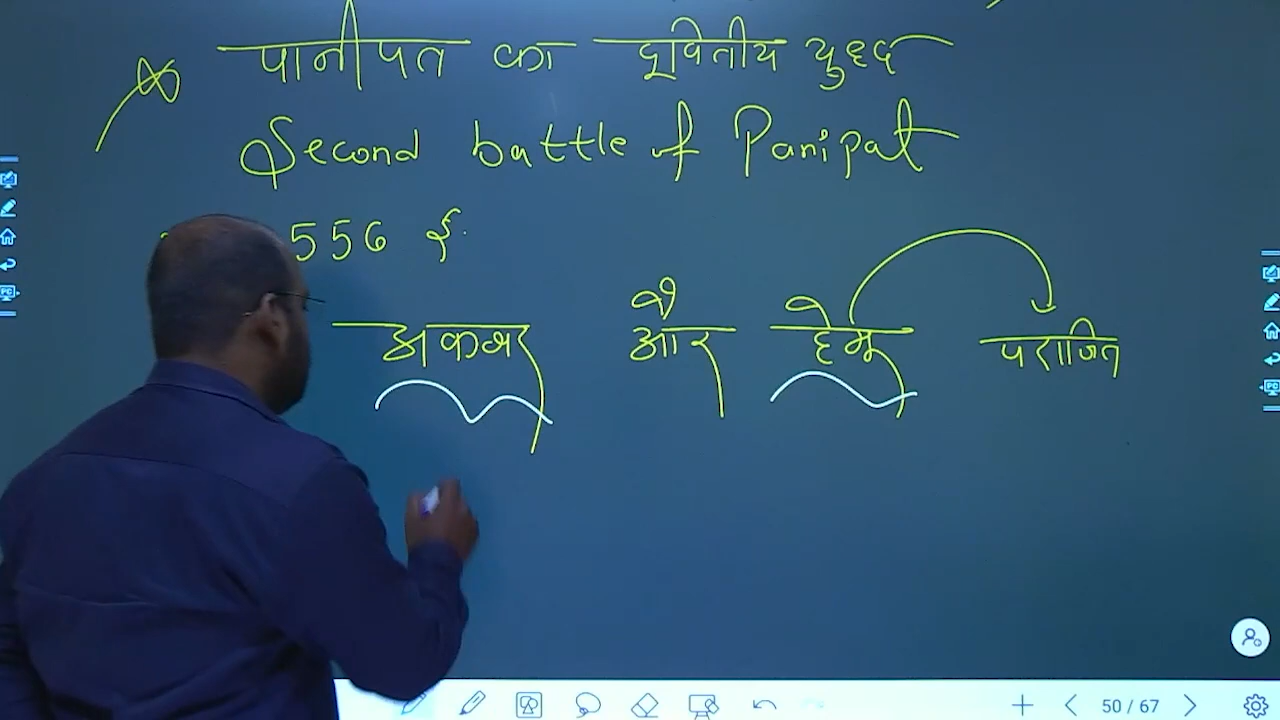 पानीपत का द्वितीय युद्ध
Second battle of Panipat
556 ई.
अकबर और हेमू पराजित
50 / 67